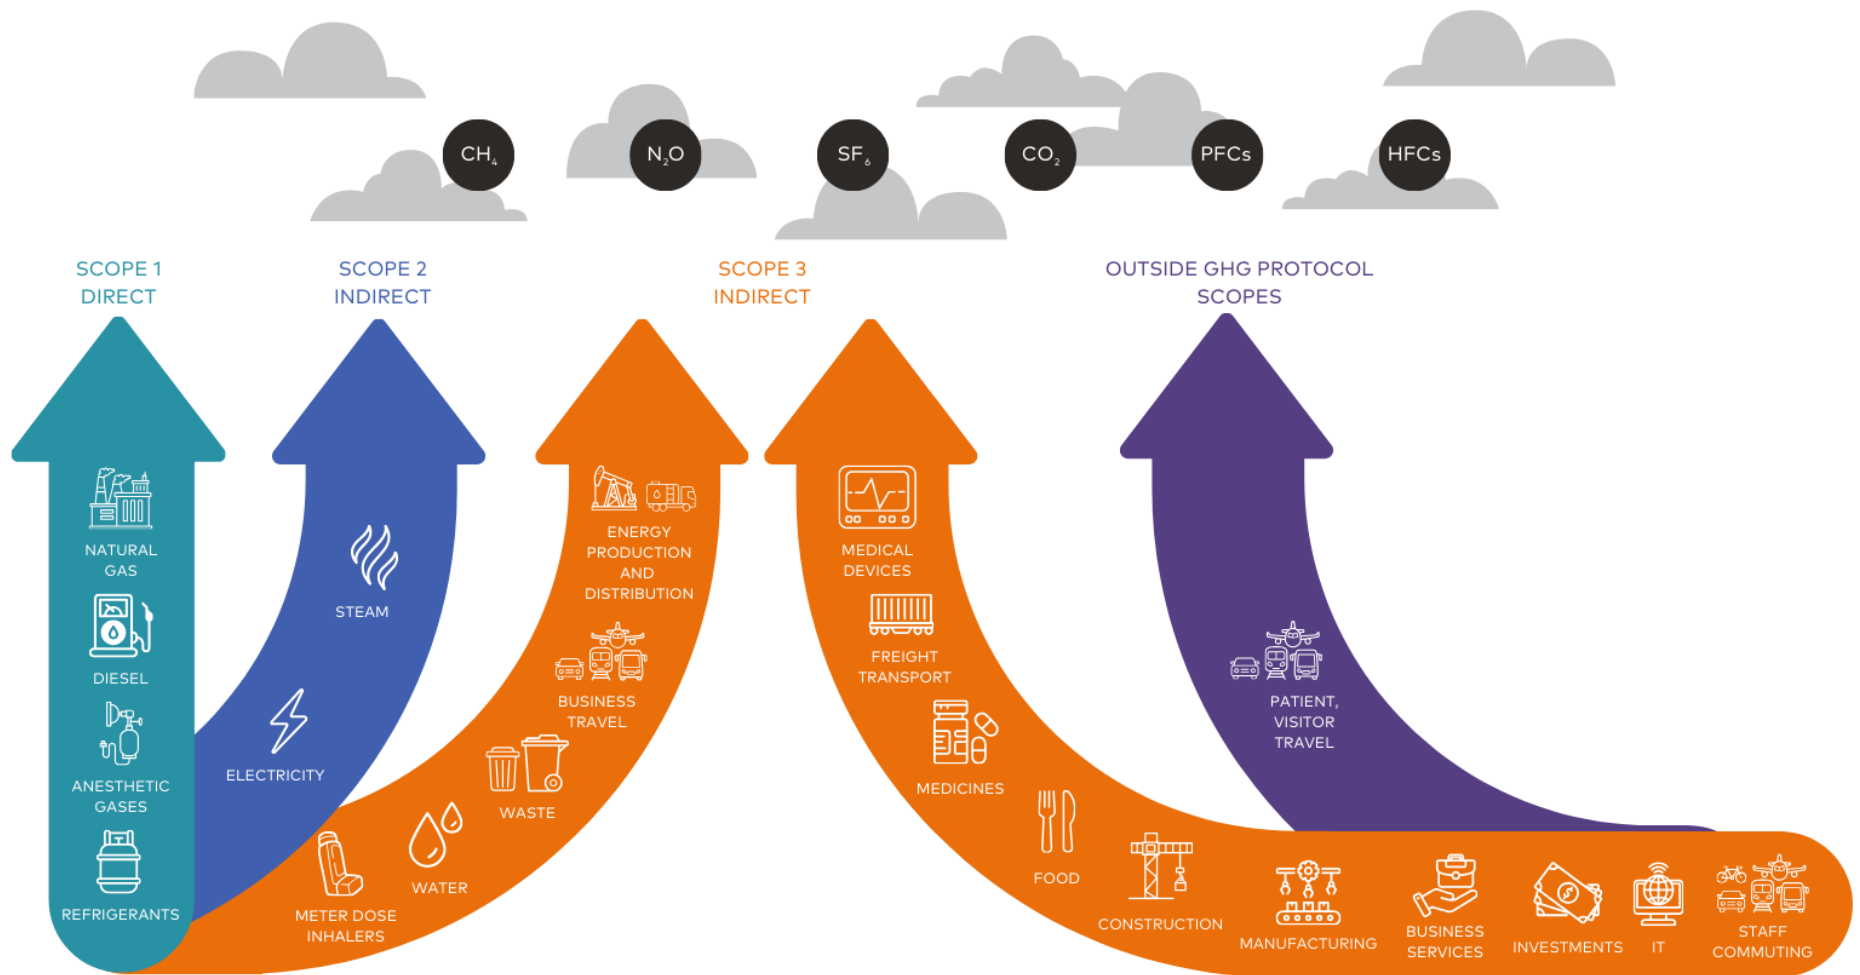 CH₄
N₂O
SF₆
CO₂
PFCs
HFCs
SCOPE 1
DIRECT
SCOPE 2
INDIRECT
SCOPE 3
INDIRECT
OUTSIDE GHG PROTOCOL
SCOPES
NATURAL
GAS
DIESEL
ANESTHETIC
GASES
REFRIGERANTS
STEAM
ELECTRICITY
ENERGY
PRODUCTION
AND
DISTRIBUTION
BUSINESS
TRAVEL
WASTE
WATER
METER DOSE
INHALERS
MEDICAL
DEVICES
FREIGHT
TRANSPORT
MEDICINES
FOOD
CONSTRUCTION
MANUFACTURING
BUSINESS
SERVICES
INVESTMENTS
IT
STAFF
COMMUTING
PATIENT,
VISITOR
TRAVEL